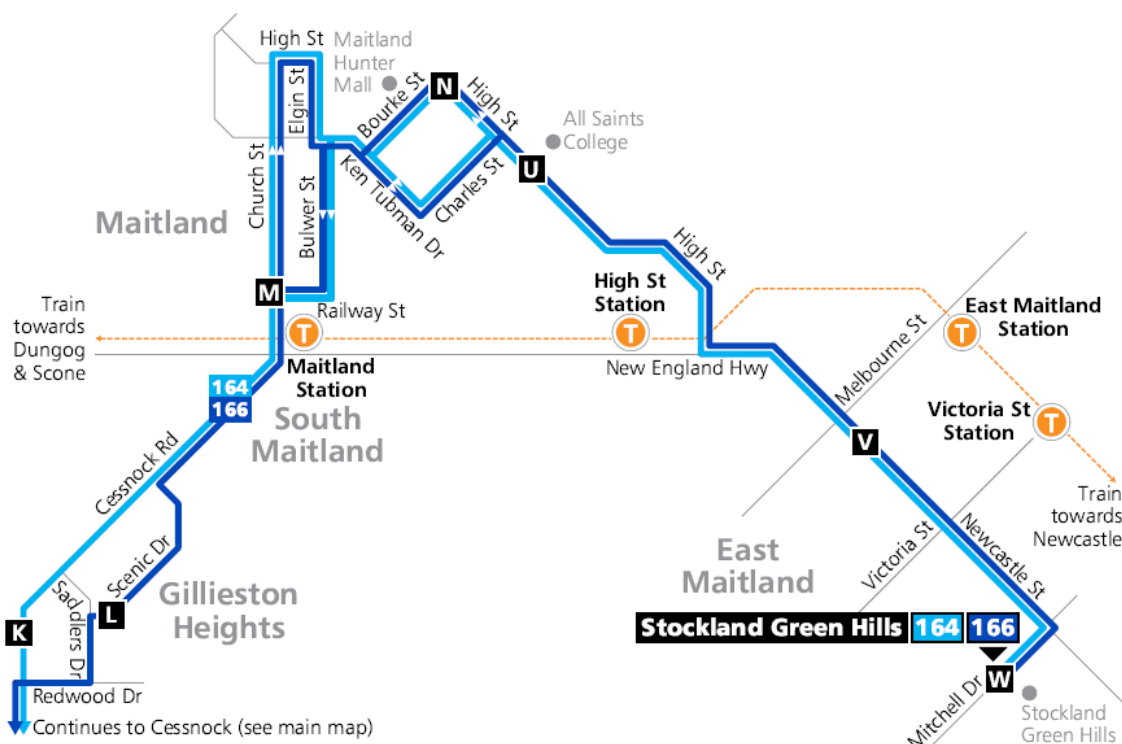 High St
Maitland
Hunter
Mall
Elgin St
Bourke St
N
High St
All Saints
College
U
Church St
Maitland
Bulwer St
Ken Tubman Dr
Charles St
High St
M
Railway St
High St
Station
T
T
East Maitland
Station
T
Train
towards
Dungog
& Scone
Maitland
Station
New England Hwy
Melbourne St
164
166
South
Maitland
Victoria St
Station
T
V
Cessnock Rd
Train
towards
Newcastle
Scenic Dr
East
Maitland
Victoria St
Newcastle St
Saddlers Dr
L
Gillieston
Heights
K
Stockland Green Hills 164 166
W
Mitchell Dr
Redwood Dr
Continues to Cessnock (see main map)
Stockland
Green Hills